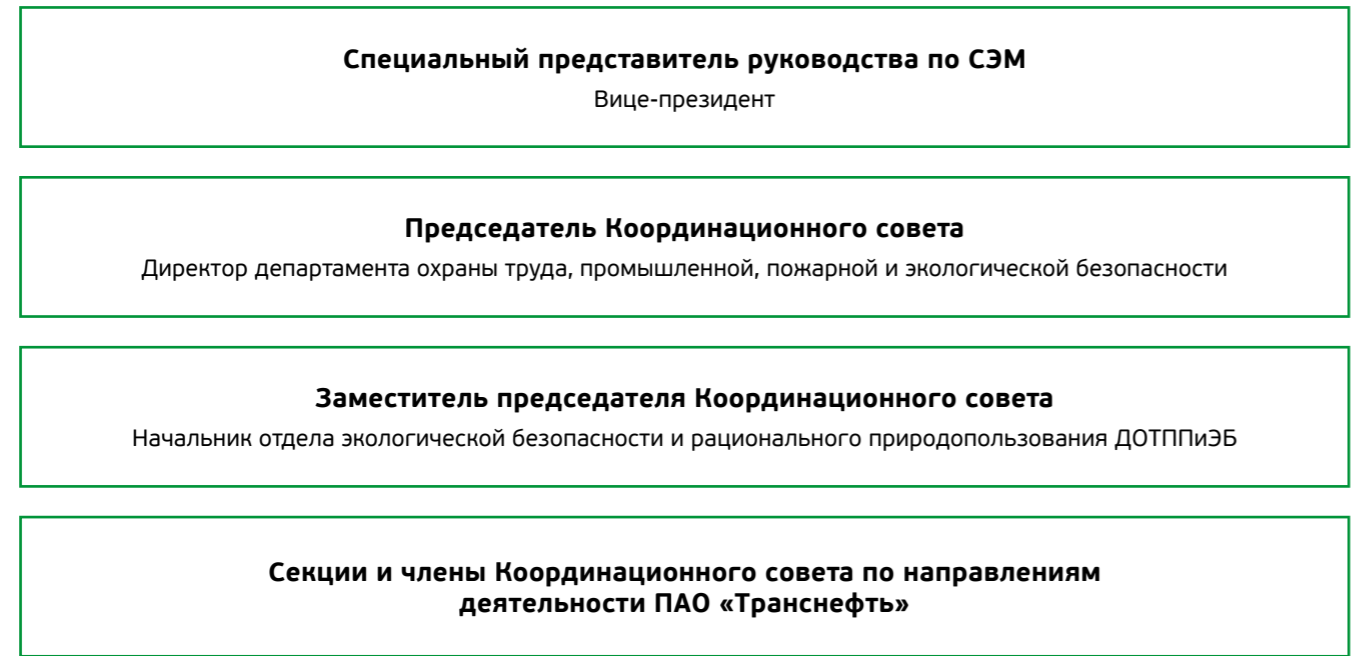 Специальный представитель руководства по СЭМ
Вице-президент
Председатель Координационного совета
Директор департамента охраны труда, промышленной, пожарной и экологической безопасности
Заместитель председателя Координационного совета
Начальник отдела экологической безопасности и рационального природопользования ДОТППиЭБ
Секции и члены Координационного совета по направлениям
деятельности ПАО «Транснефть»